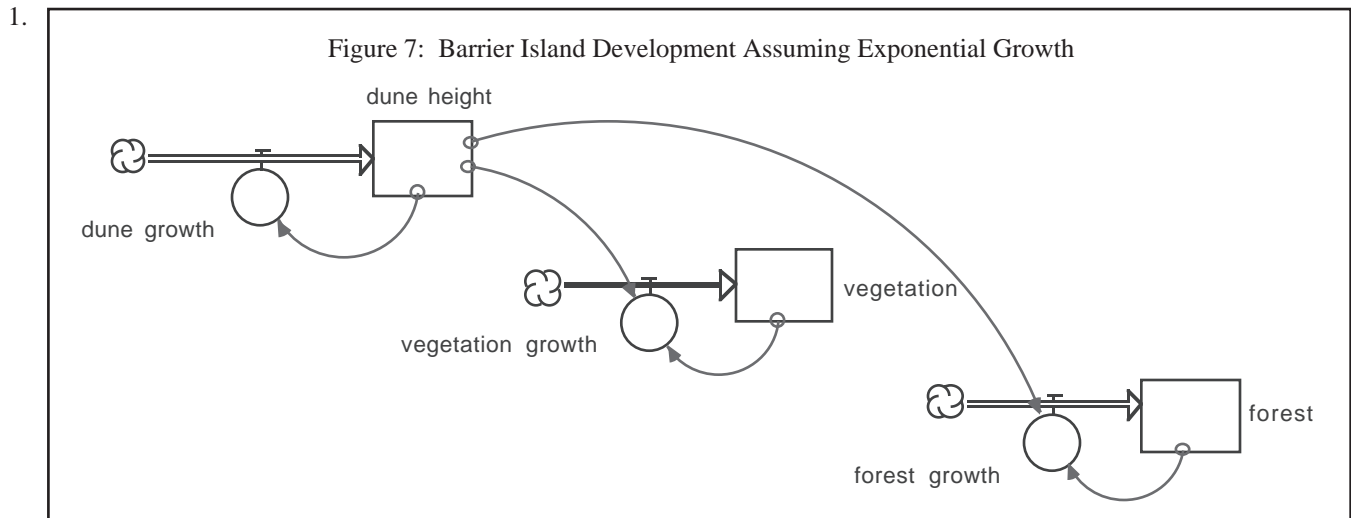 1.
Figure 7: Barrier Island Development Assuming Exponential Growth
dune height
dune growth
vegetation
vegetation growth
forest
forest growth